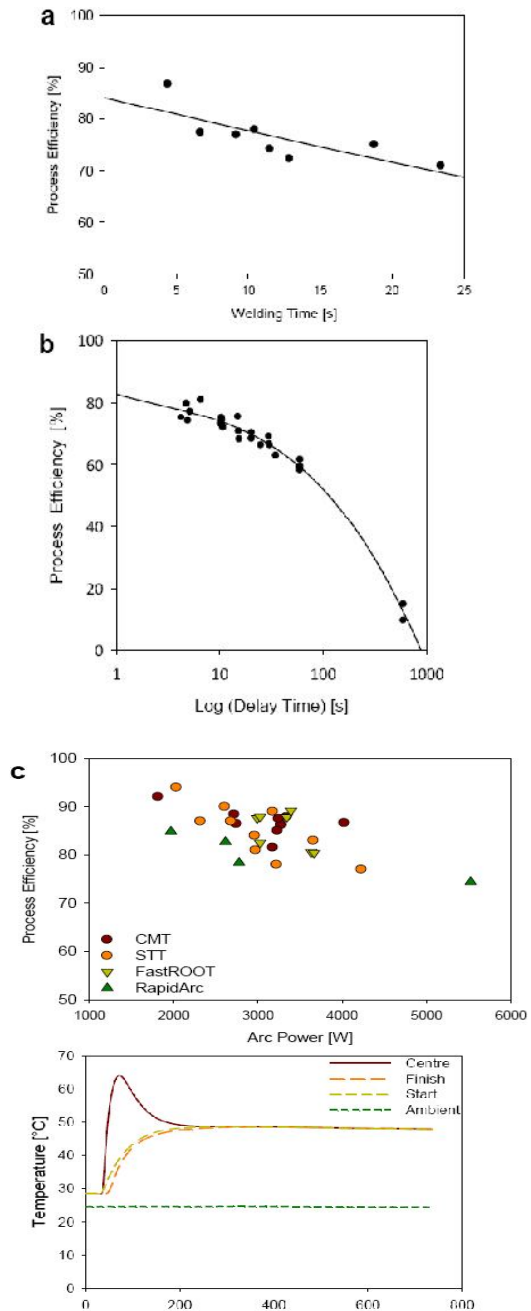 a
100
90
80
70
60
50
Process Efficiency [%]
0 5 10 15 20 25
Welding Time [s]
b
100
80
60
40
20
0
Process Efficiency [%]
1 10 100 1000
Log (Delay Time) [s]
c
100
90
80
70
60
50
Process Efficiency [%]
CMT
STT
FastROOT
RapidArc
1000 2000 3000 4000 5000 6000
Arc Power [W]
70
60
50
40
30
20
10
0
Temperature [°C]
Centre
Finish
Start
Ambient
0 200 400 600 800